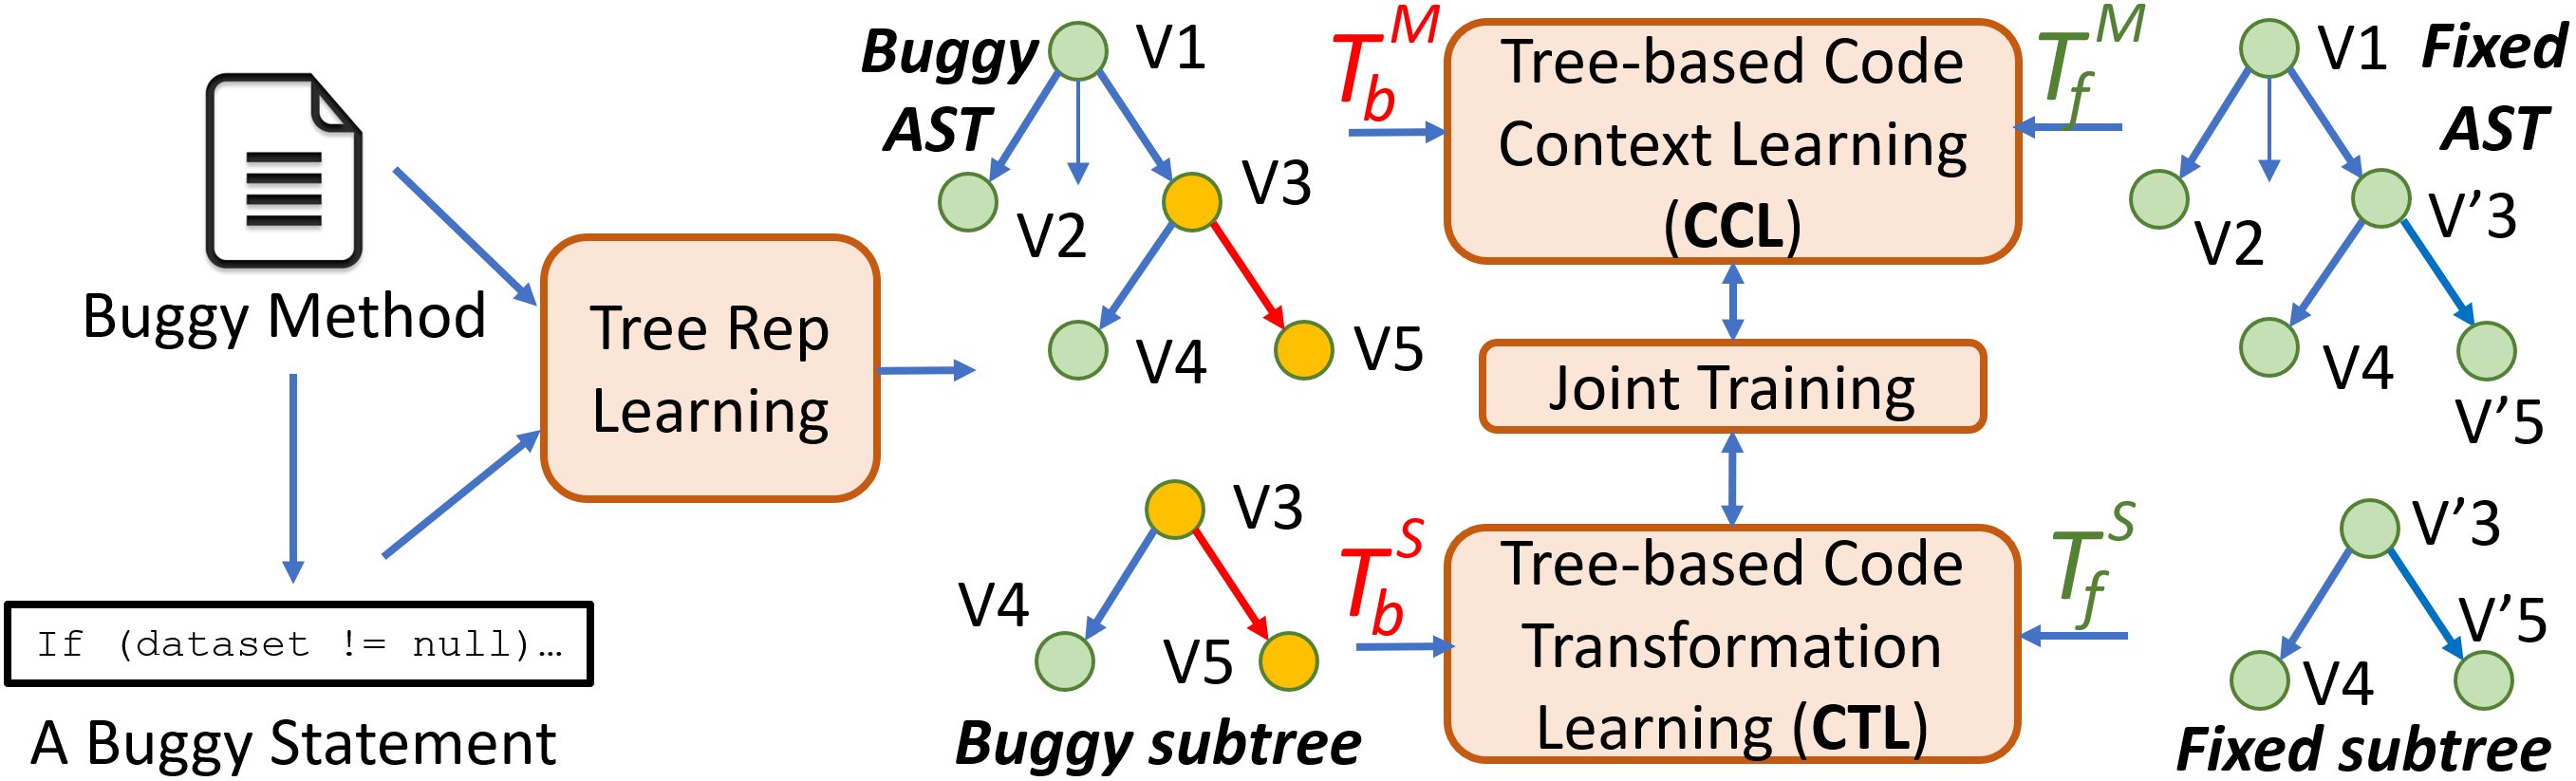 Buggy Method
If (dataset != null)…
A Buggy Statement
Tree Rep
Learning
Buggy
AST
V1
V2
V3
V4
V5
T_b^M
Tree-based Code
Context Learning
(CCL)
T_f^M
V1
Fixed
AST
V2
V'3
V4
V'5
Joint Training
V3
V4
V5
Buggy subtree
T_b^S
Tree-based Code
Transformation
Learning (CTL)
T_f^S
V'3
V'5
V4
Fixed subtree